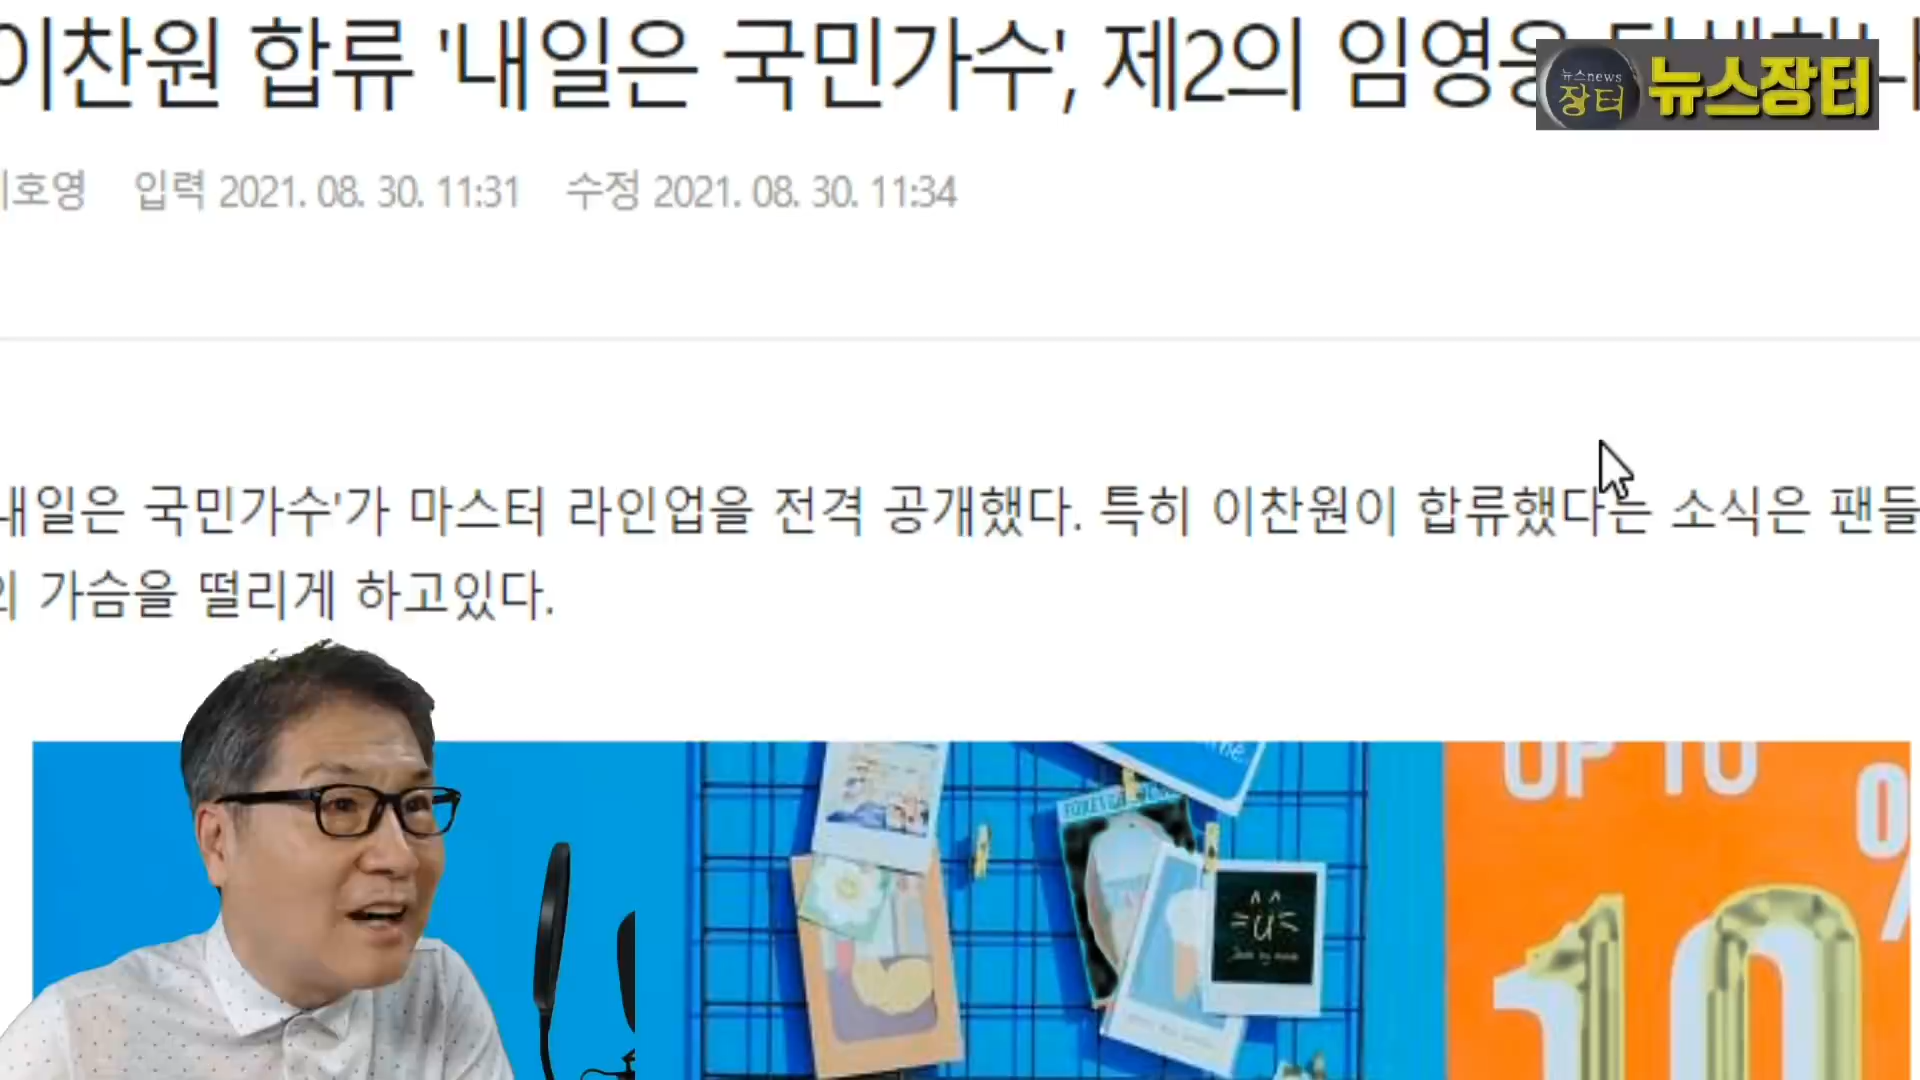 이찬원 합류 '내일은 국민가수', 제2의 임영웅
뉴스news
장터
뉴스장터
이호영 입력 2021. 08. 30. 11:31 수정 2021. 08. 30. 11:34
내일은 국민가수'가 마스터 라인업을 전격 공개했다. 특히 이찬원이 합류했다는 소식은 팬들
의 가슴을 떨리게 하고있다.
UP TO
10%